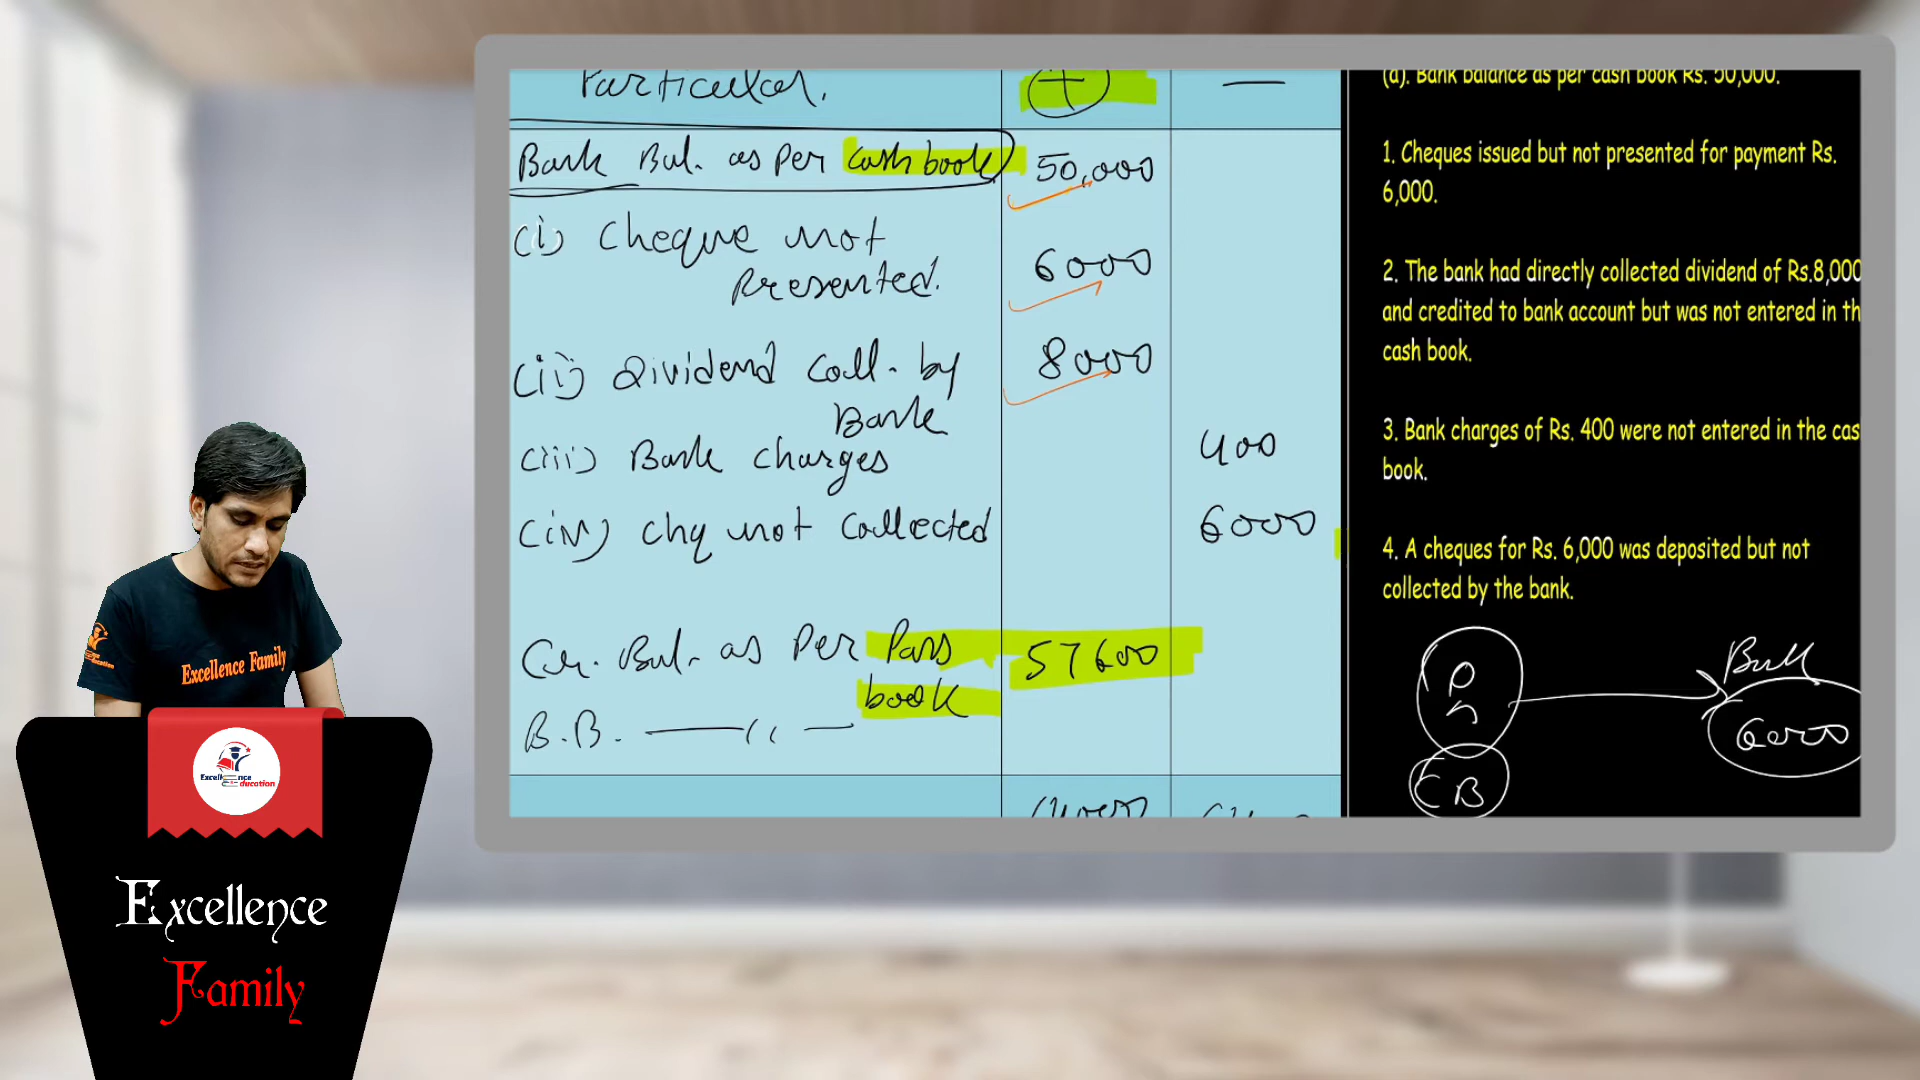 Particular.
+
—
Bank Bal. as per Cash book
50,000
(i) Cheque not
Presented.
6000
(ii) Dividend Coll. by
Bank
8000
(iii) Bank charges
400
(iv) Chq not Collected
6000
Cr. Bal. as Per Pass
book
57600
B.B. —— " —
(a). Bank balance as per cash book Rs. 50,000.
1. Cheques issued but not presented for payment Rs.
6,000.
2. The bank had directly collected dividend of Rs.8,000
and credited to bank account but was not entered in th
cash book.
3. Bank charges of Rs. 400 were not entered in the cas
book.
4. A cheques for Rs. 6,000 was deposited but not
collected by the bank.
6000
CB
Excellence Family
Excellence
Education
Excellence
Family